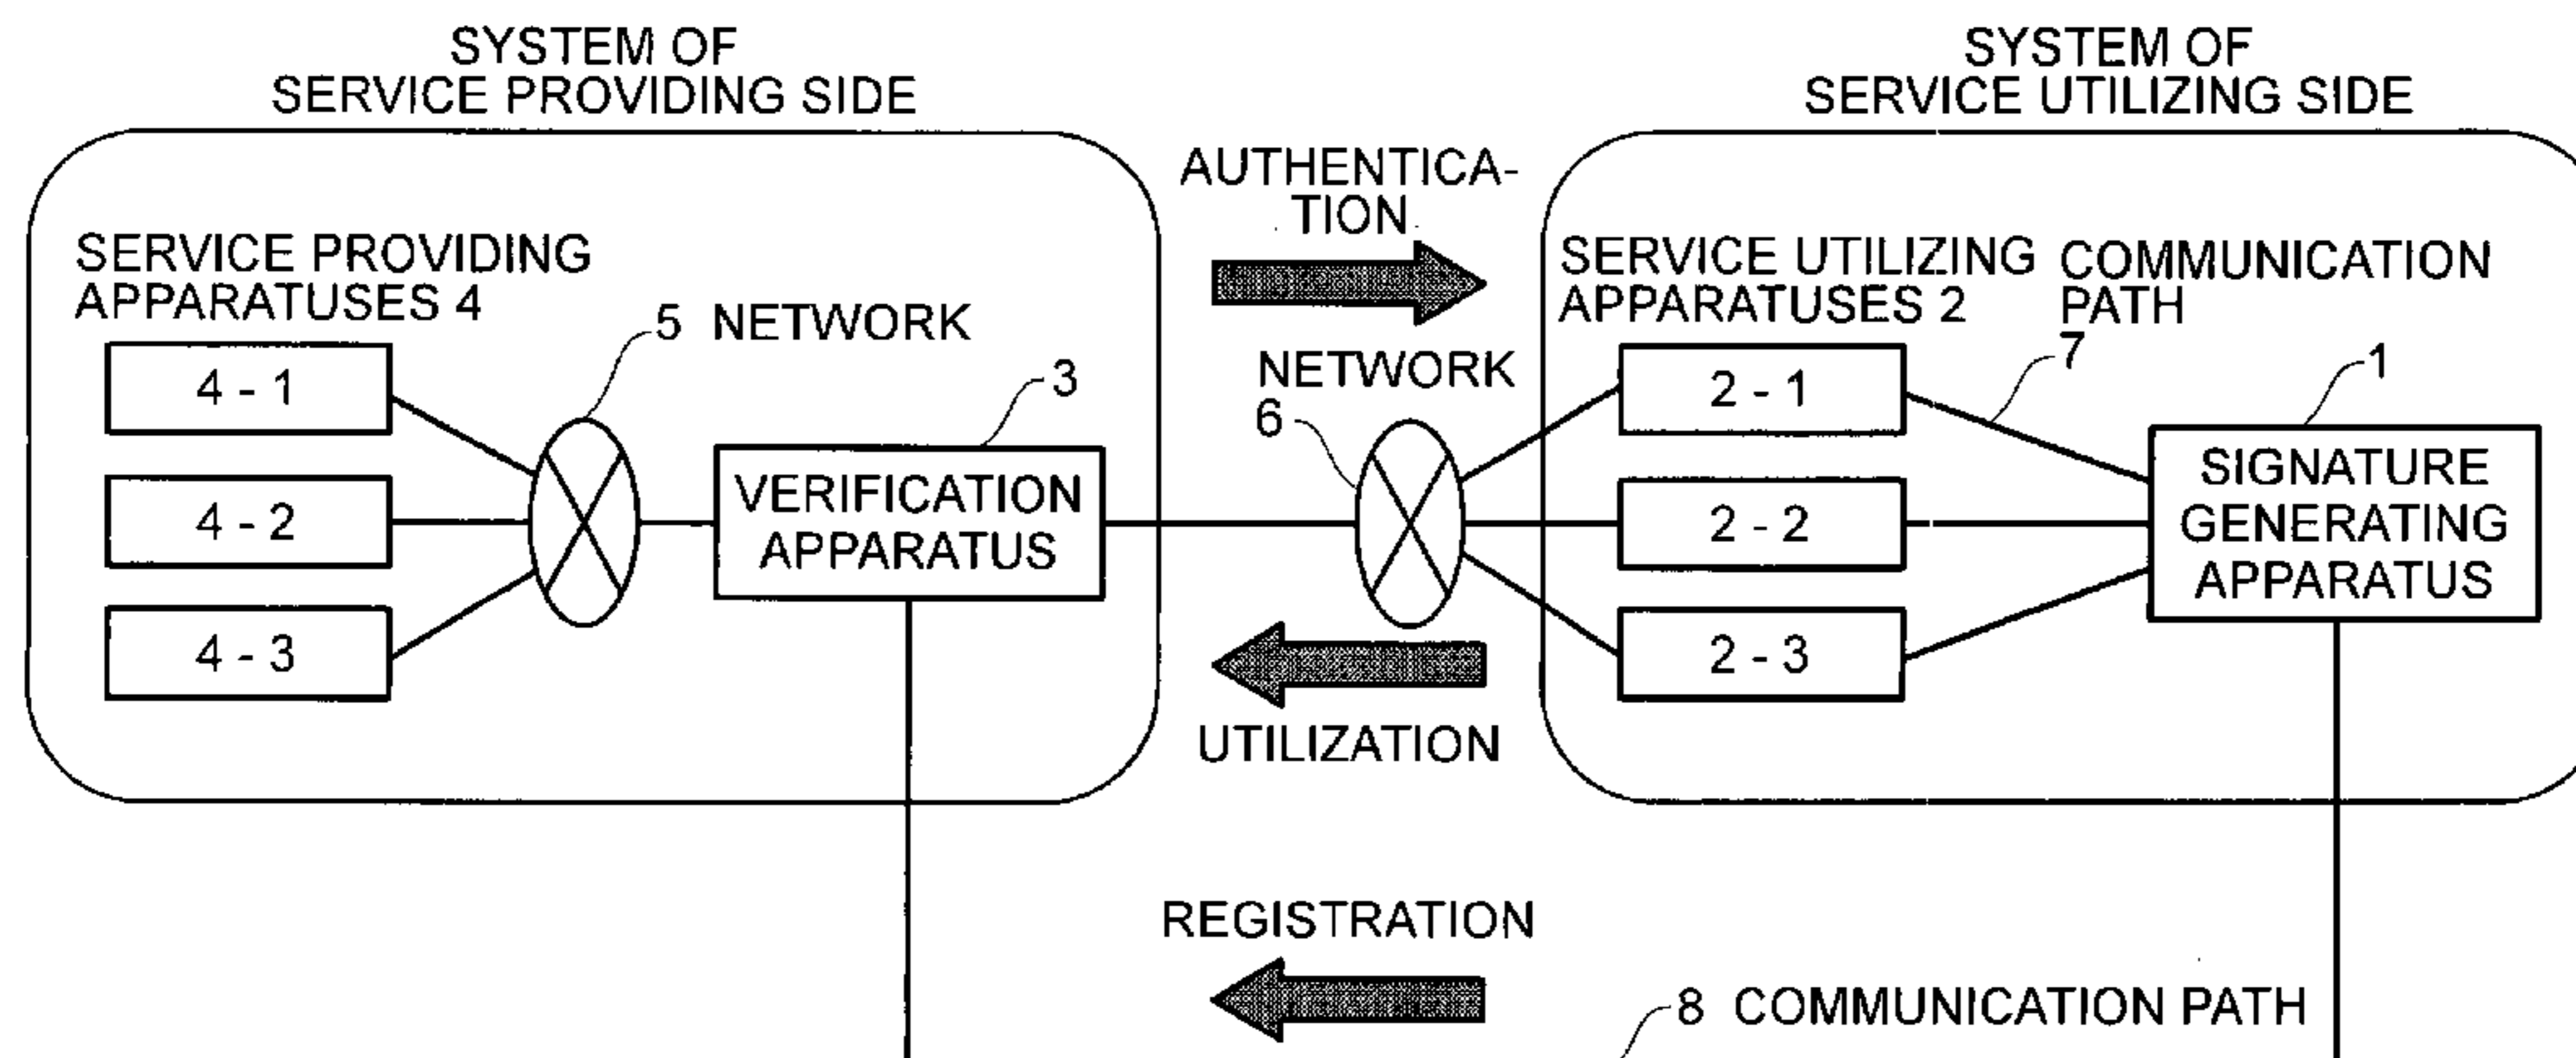 SYSTEM OF
SERVICE PROVIDING SIDE
SYSTEM OF
SERVICE UTILIZING SIDE
AUTHENTICA-
TION
SERVICE PROVIDING
APPARATUSES 4
5 NETWORK
3
4 - 1
4 - 2
4 - 3
VERIFICATION
APPARATUS
NETWORK
6
SERVICE UTILIZING
APPARATUSES 2
COMMUNICATION
PATH
7
1
2 - 1
2 - 2
2 - 3
SIGNATURE
GENERATING
APPARATUS
UTILIZATION
REGISTRATION
8 COMMUNICATION PATH